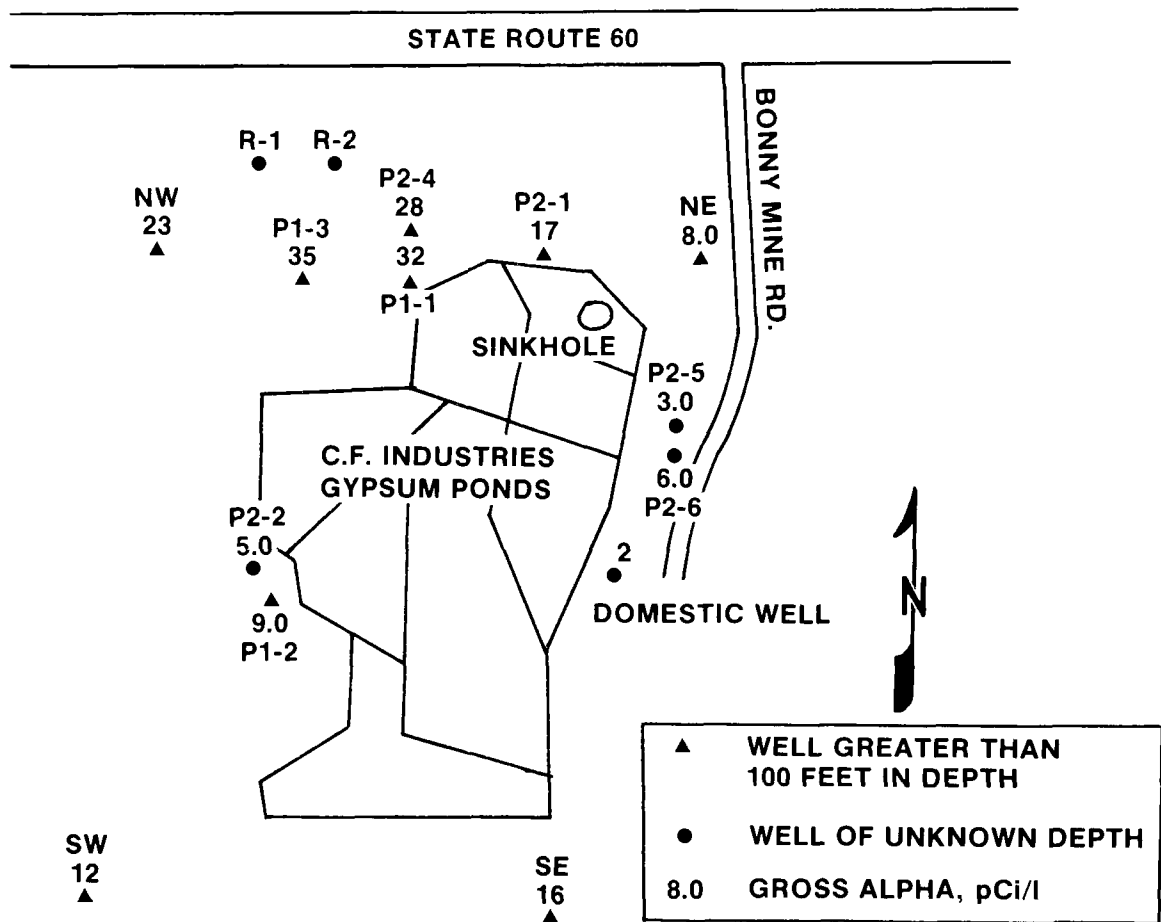 STATE ROUTE 60
BONNY MINE RD.
R-1
R-2
NW
23
P1-3
35
P2-4
28
32
P1-1
P2-1
17
NE
8.0
SINKHOLE
P2-5
3.0
6.0
P2-6
C.F. INDUSTRIES
GYPSUM PONDS
P2-2
5.0
9.0
P1-2
2
DOMESTIC WELL
N
SW
12
SE
16
WELL GREATER THAN
100 FEET IN DEPTH
WELL OF UNKNOWN DEPTH
8.0 GROSS ALPHA, pCi/l